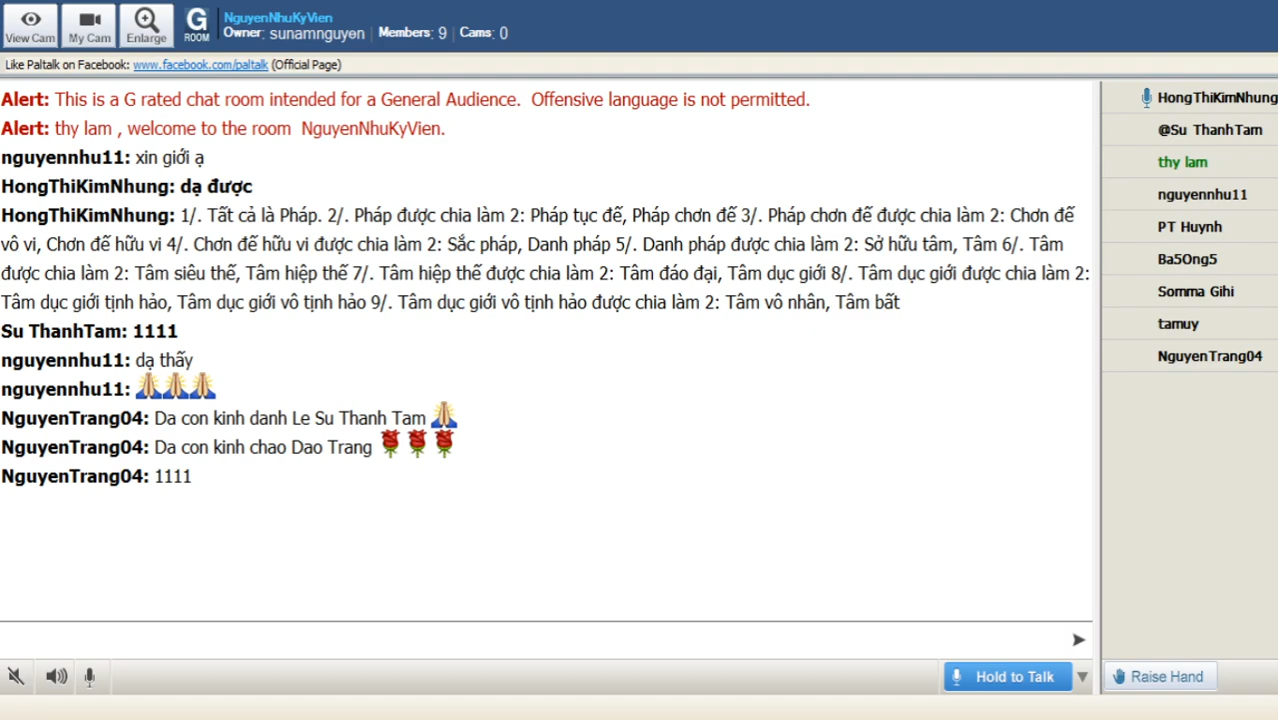 View Cam
My Cam
Enlarge
G
ROOM
NguyenNhuKyVien
Owner: sunamnguyen | Members: 9 | Cams: 0
Like Paltalk on Facebook: www.facebook.com/paltalk (Official Page)
Alert: This is a G rated chat room intended for a General Audience. Offensive language is not permitted.
Alert: thy lam , welcome to the room NguyenNhuKyVien.
nguyennhu11: xin giới ạ
HongThiKimNhung: dạ được
HongThiKimNhung: 1/. Tất cả là Pháp. 2/. Pháp được chia làm 2: Pháp tục đế, Pháp chơn đế 3/. Pháp chơn đế được chia làm 2: Chơn đế
vô vi, Chơn đế hữu vi 4/. Chơn đế hữu vi được chia làm 2: Sắc pháp, Danh pháp 5/. Danh pháp được chia làm 2: Sở hữu tâm, Tâm 6/. Tâm
được chia làm 2: Tâm siêu thế, Tâm hiệp thế 7/. Tâm hiệp thế được chia làm 2: Tâm đáo đại, Tâm dục giới 8/. Tâm dục giới được chia làm 2:
Tâm dục giới tịnh hảo, Tâm dục giới vô tịnh hảo 9/. Tâm dục giới vô tịnh hảo được chia làm 2: Tâm vô nhân, Tâm bất
Su ThanhTam: 1111
nguyennhu11: dạ thấy
nguyennhu11:
NguyenTrang04: Da con kinh danh Le Su Thanh Tam
NguyenTrang04: Da con kinh chao Dao Trang
NguyenTrang04: 1111
HongThiKimNhung
@Su ThanhTam
thy lam
nguyennhu11
PT Huynh
Ba5Ong5
Somma Gihi
tamuy
NguyenTrang04
Hold to Talk
Raise Hand